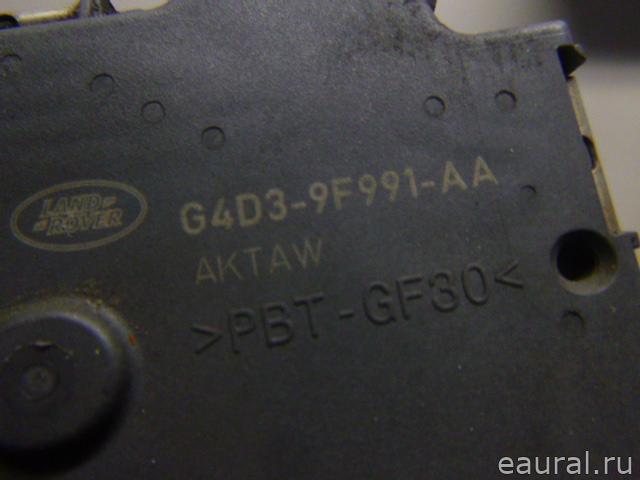 LAND
ROVER
G4D3-9F991-AA
AKTAW
>PBT-GF30<
eaural.ru